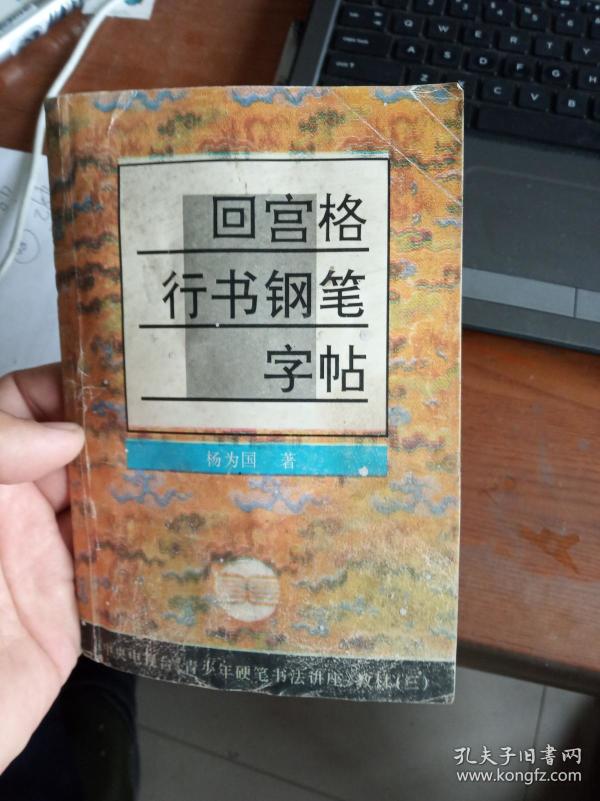 回宫格
行书钢笔
字帖
杨为国 著
中央电视台《青少年硬笔书法讲座》教材(三)
孔夫子旧书网
www.kongfz.com